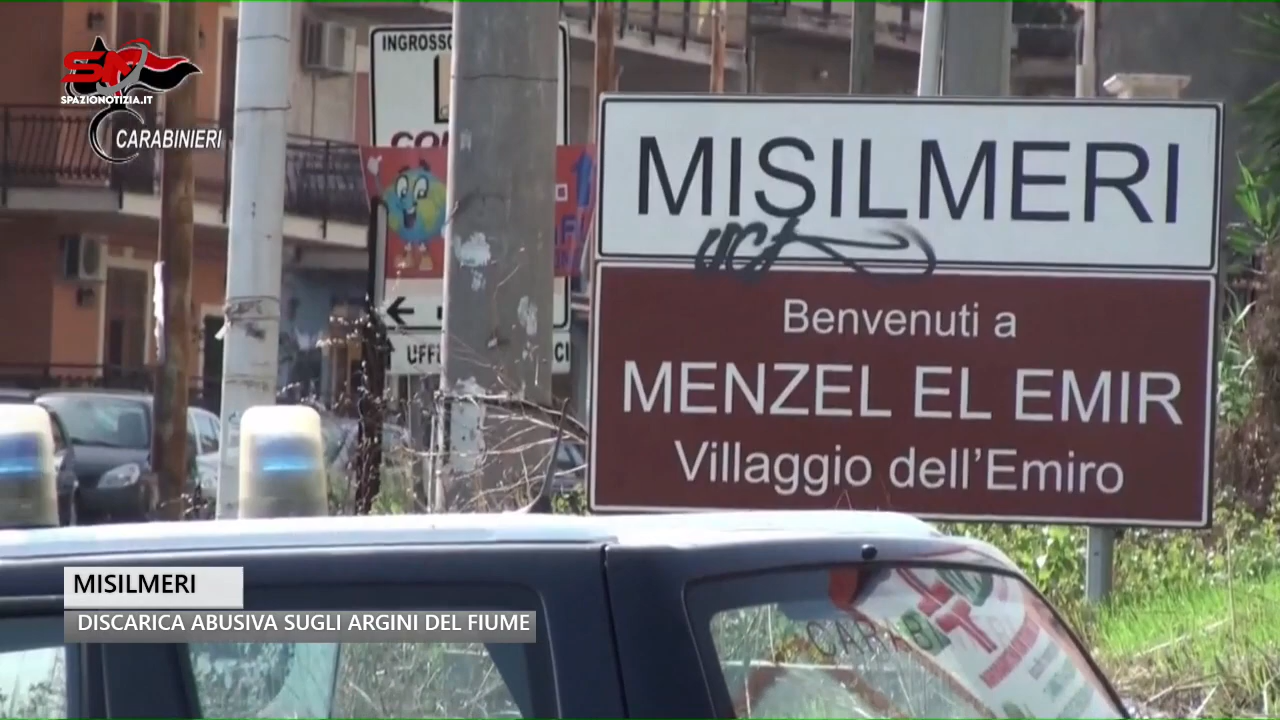 SN
SPAZIONOTIZIA.IT
CARABINIERI
INGROSSO
MISILMERI
Benvenuti a
MENZEL EL EMIR
Villaggio dell'Emiro
MISILMERI
DISCARICA ABUSIVA SUGLI ARGINI DEL FIUME